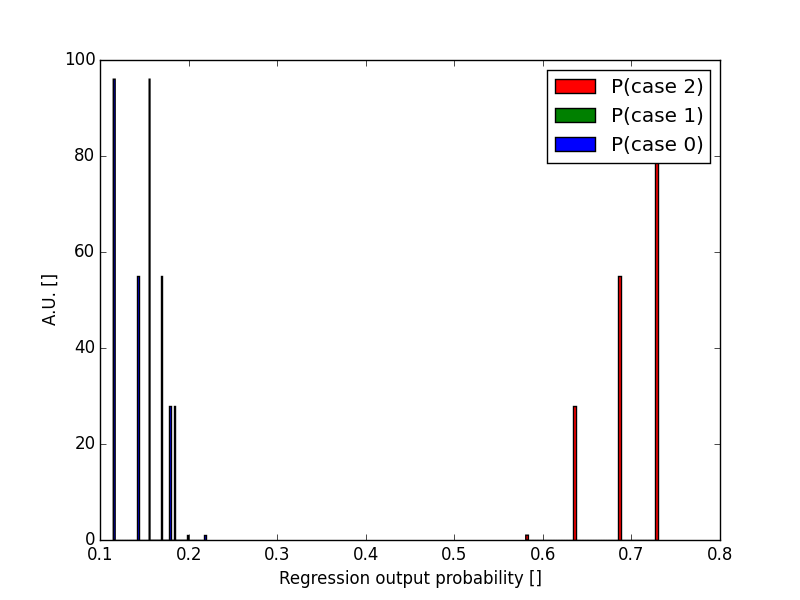 100
80
60
40
20
0
A.U. []
P(case 2)
P(case 1)
P(case 0)
0.1 0.2 0.3 0.4 0.5 0.6 0.7 0.8
Regression output probability []